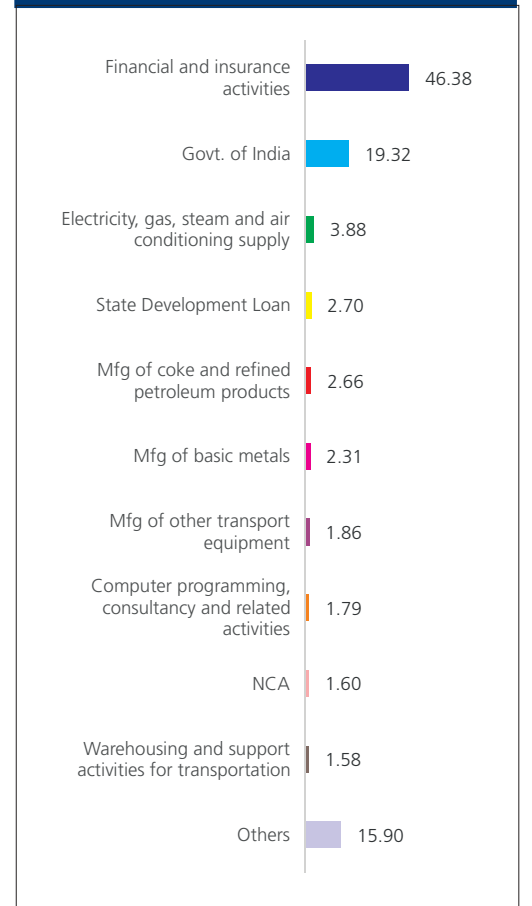 Financial and insurance
activities
46.38
Govt. of India
19.32
Electricity, gas, steam and air
conditioning supply
3.88
State Development Loan
2.70
Mfg of coke and refined
petroleum products
2.66
Mfg of basic metals
2.31
Mfg of other transport
equipment
1.86
Computer programming,
consultancy and related
activities
1.79
NCA
1.60
Warehousing and support
activities for transportation
1.58
Others
15.90